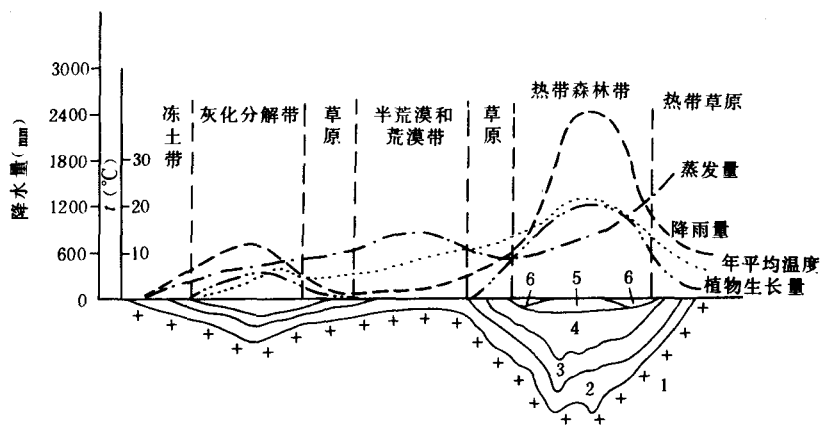 3000
2400
1800
1200
600
0
降水量(mm)
30
20
10
t(℃)
冻土带
灰化分解带
草原
半荒漠和
荒漠带
草原
热带森林带
热带草原
蒸发量
降雨量
年平均温度
植物生长量
6 5 6
4
3
2
1